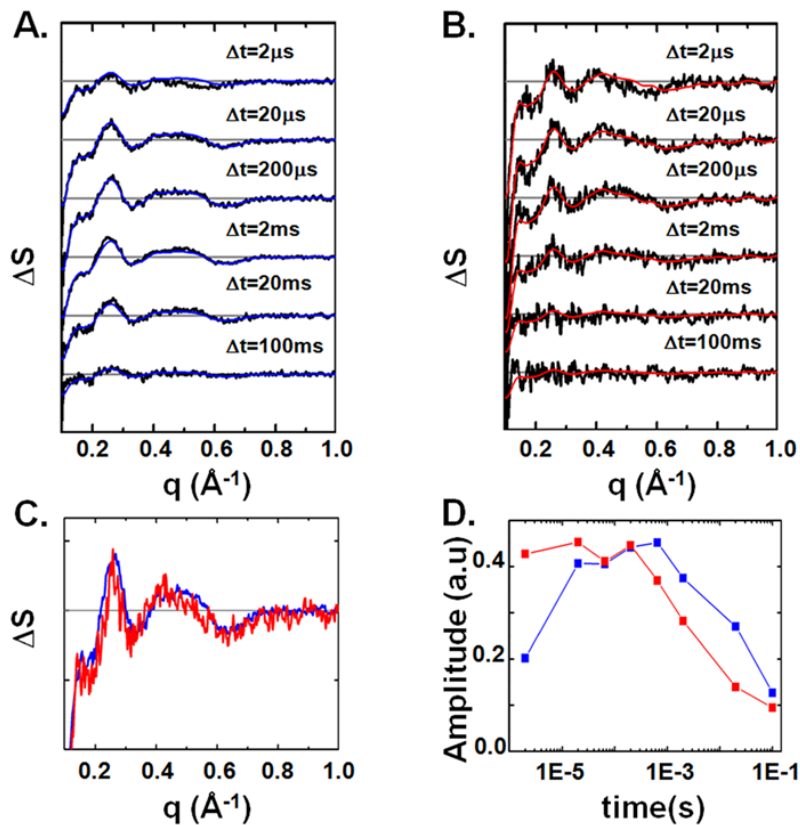 A.
Δt=2μs
Δt=20μs
Δt=200μs
Δt=2ms
Δt=20ms
Δt=100ms
ΔS
0.2 0.4 0.6 0.8 1.0
q (Å⁻¹)
B.
Δt=2μs
Δt=20μs
Δt=200μs
Δt=2ms
Δt=20ms
Δt=100ms
ΔS
0.2 0.4 0.6 0.8 1.0
q (Å⁻¹)
C.
ΔS
0.2 0.4 0.6 0.8 1.0
q (Å⁻¹)
D.
Amplitude (a.u)
0.4
0.2
0.0
1E-5 1E-3 1E-1
time(s)